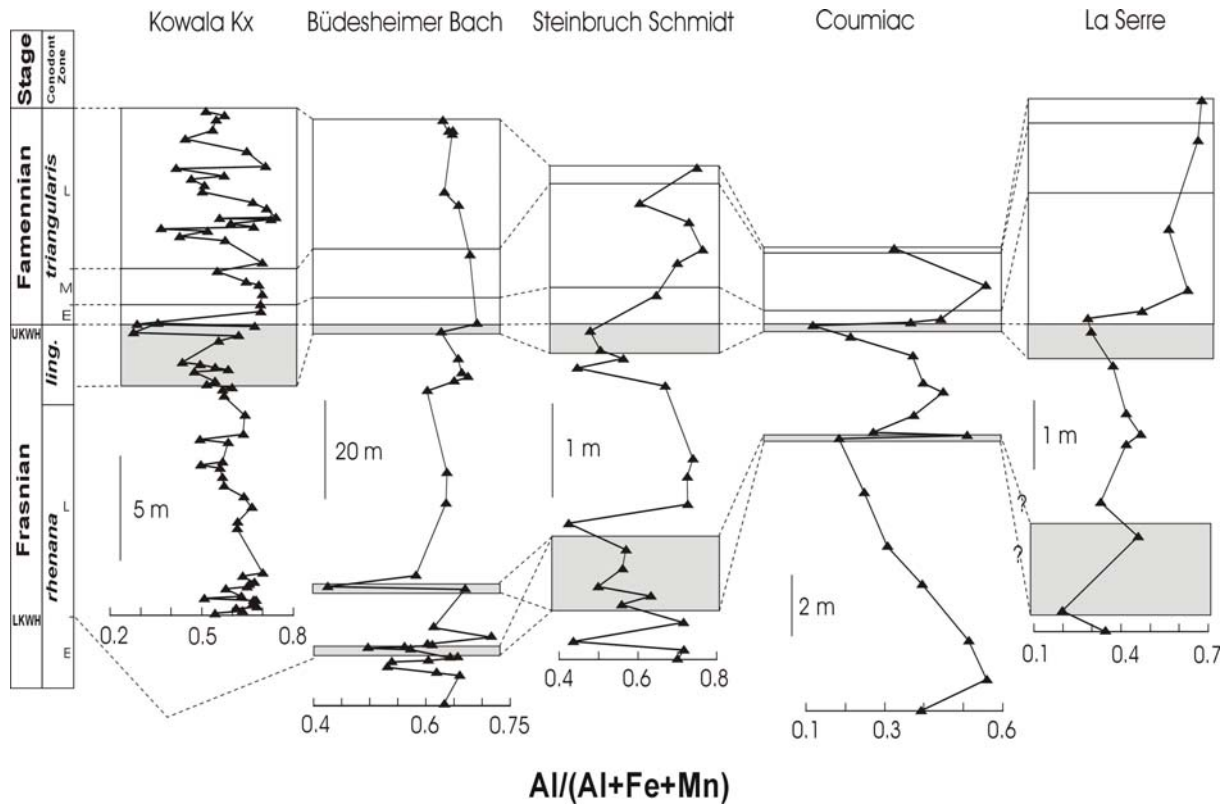 Kowala Kx
Büdesheimer Bach
Steinbruch Schmidt
Coumiac
La Serre
Stage
Conodont Zone
Famennian
triangularis
L
M
E
UKWH
ling.
Frasnian
rhenana
L
LKWH
E
5 m
0.2 0.5 0.8
20 m
0.4 0.6 0.75
1 m
0.4 0.6 0.8
2 m
0.1 0.6
1 m
?
?
0.1 0.4 0.7
Al/(Al+Fe+Mn)